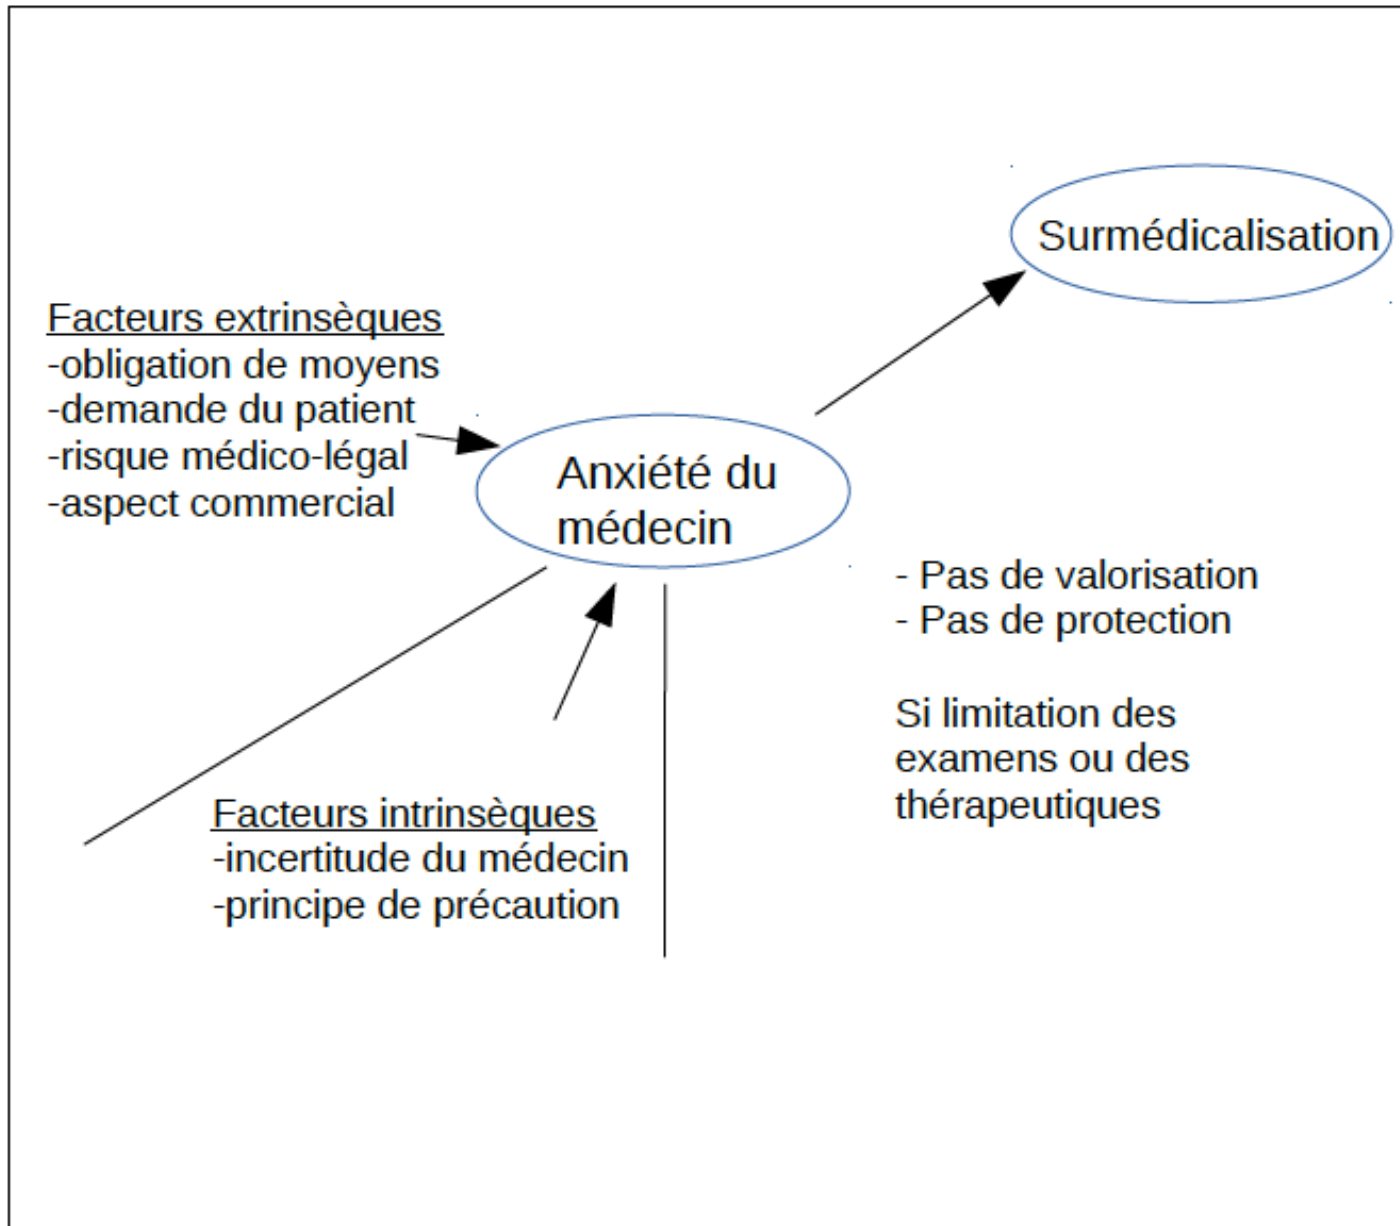 Surmédicalisation
Facteurs extrinsèques
-obligation de moyens
-demande du patient
-risque médico-légal
-aspect commercial
Anxiété du
médecin
- Pas de valorisation
- Pas de protection
Si limitation des
examens ou des
thérapeutiques
Facteurs intrinsèques
-incertitude du médecin
-principe de précaution